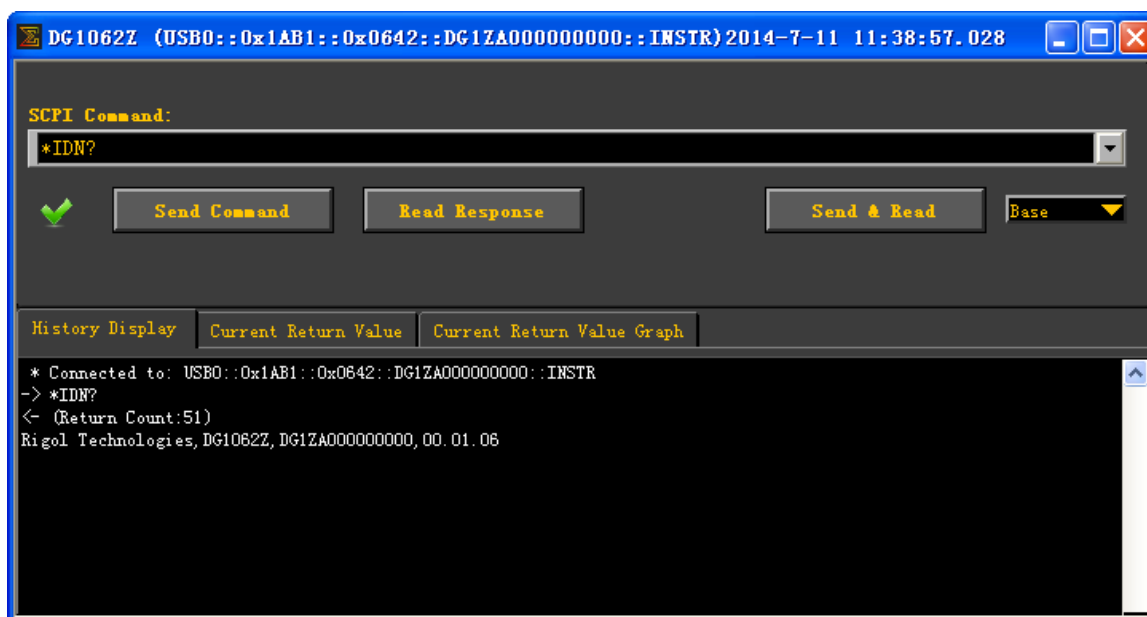 DG1062Z (USB0::0x1AB1::0x0642::DG1ZA000000000::INSTR)2014-7-11 11:38:57.028
SCPI Command:
*IDN?
Send Command Read Response Send & Read Base
History Display Current Return Value Current Return Value Graph
* Connected to: USB0::0x1AB1::0x0642::DG1ZA000000000::INSTR
-> *IDN?
<- (Return Count:51)
Rigol Technologies,DG1062Z,DG1ZA000000000,00.01.06